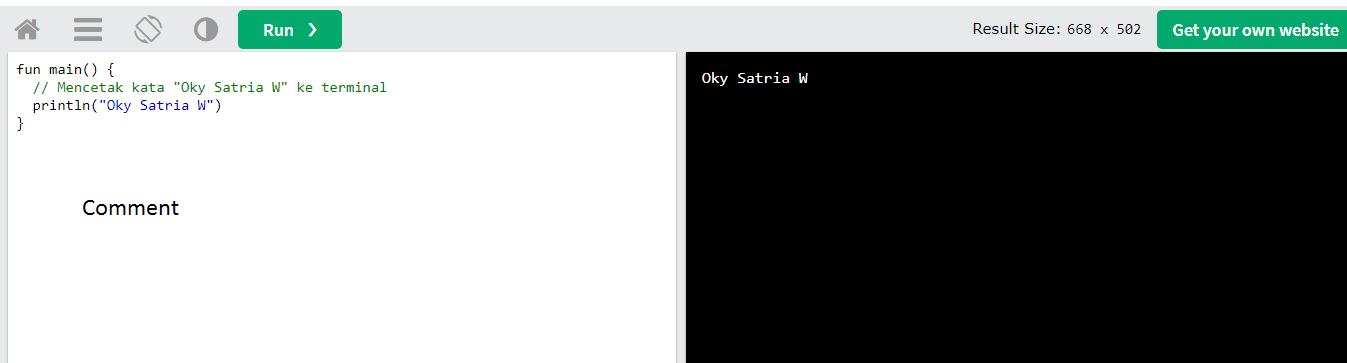 Run ❯
Result Size: 668 x 502
Get your own website
fun main() {
  // Mencetak kata "Oky Satria W" ke terminal
  println("Oky Satria W")
}
Comment
Oky Satria W